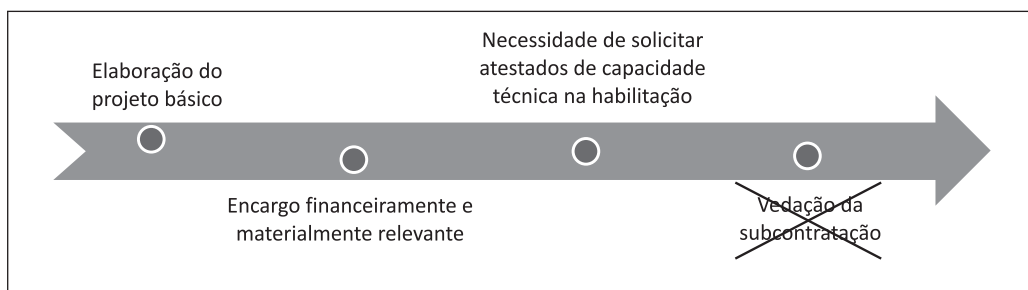 Elaboração do
projeto básico
Encargo financeiramente e
materialmente relevante
Necessidade de solicitar
atestados de capacidade
técnica na habilitação
Vedação da
subcontratação